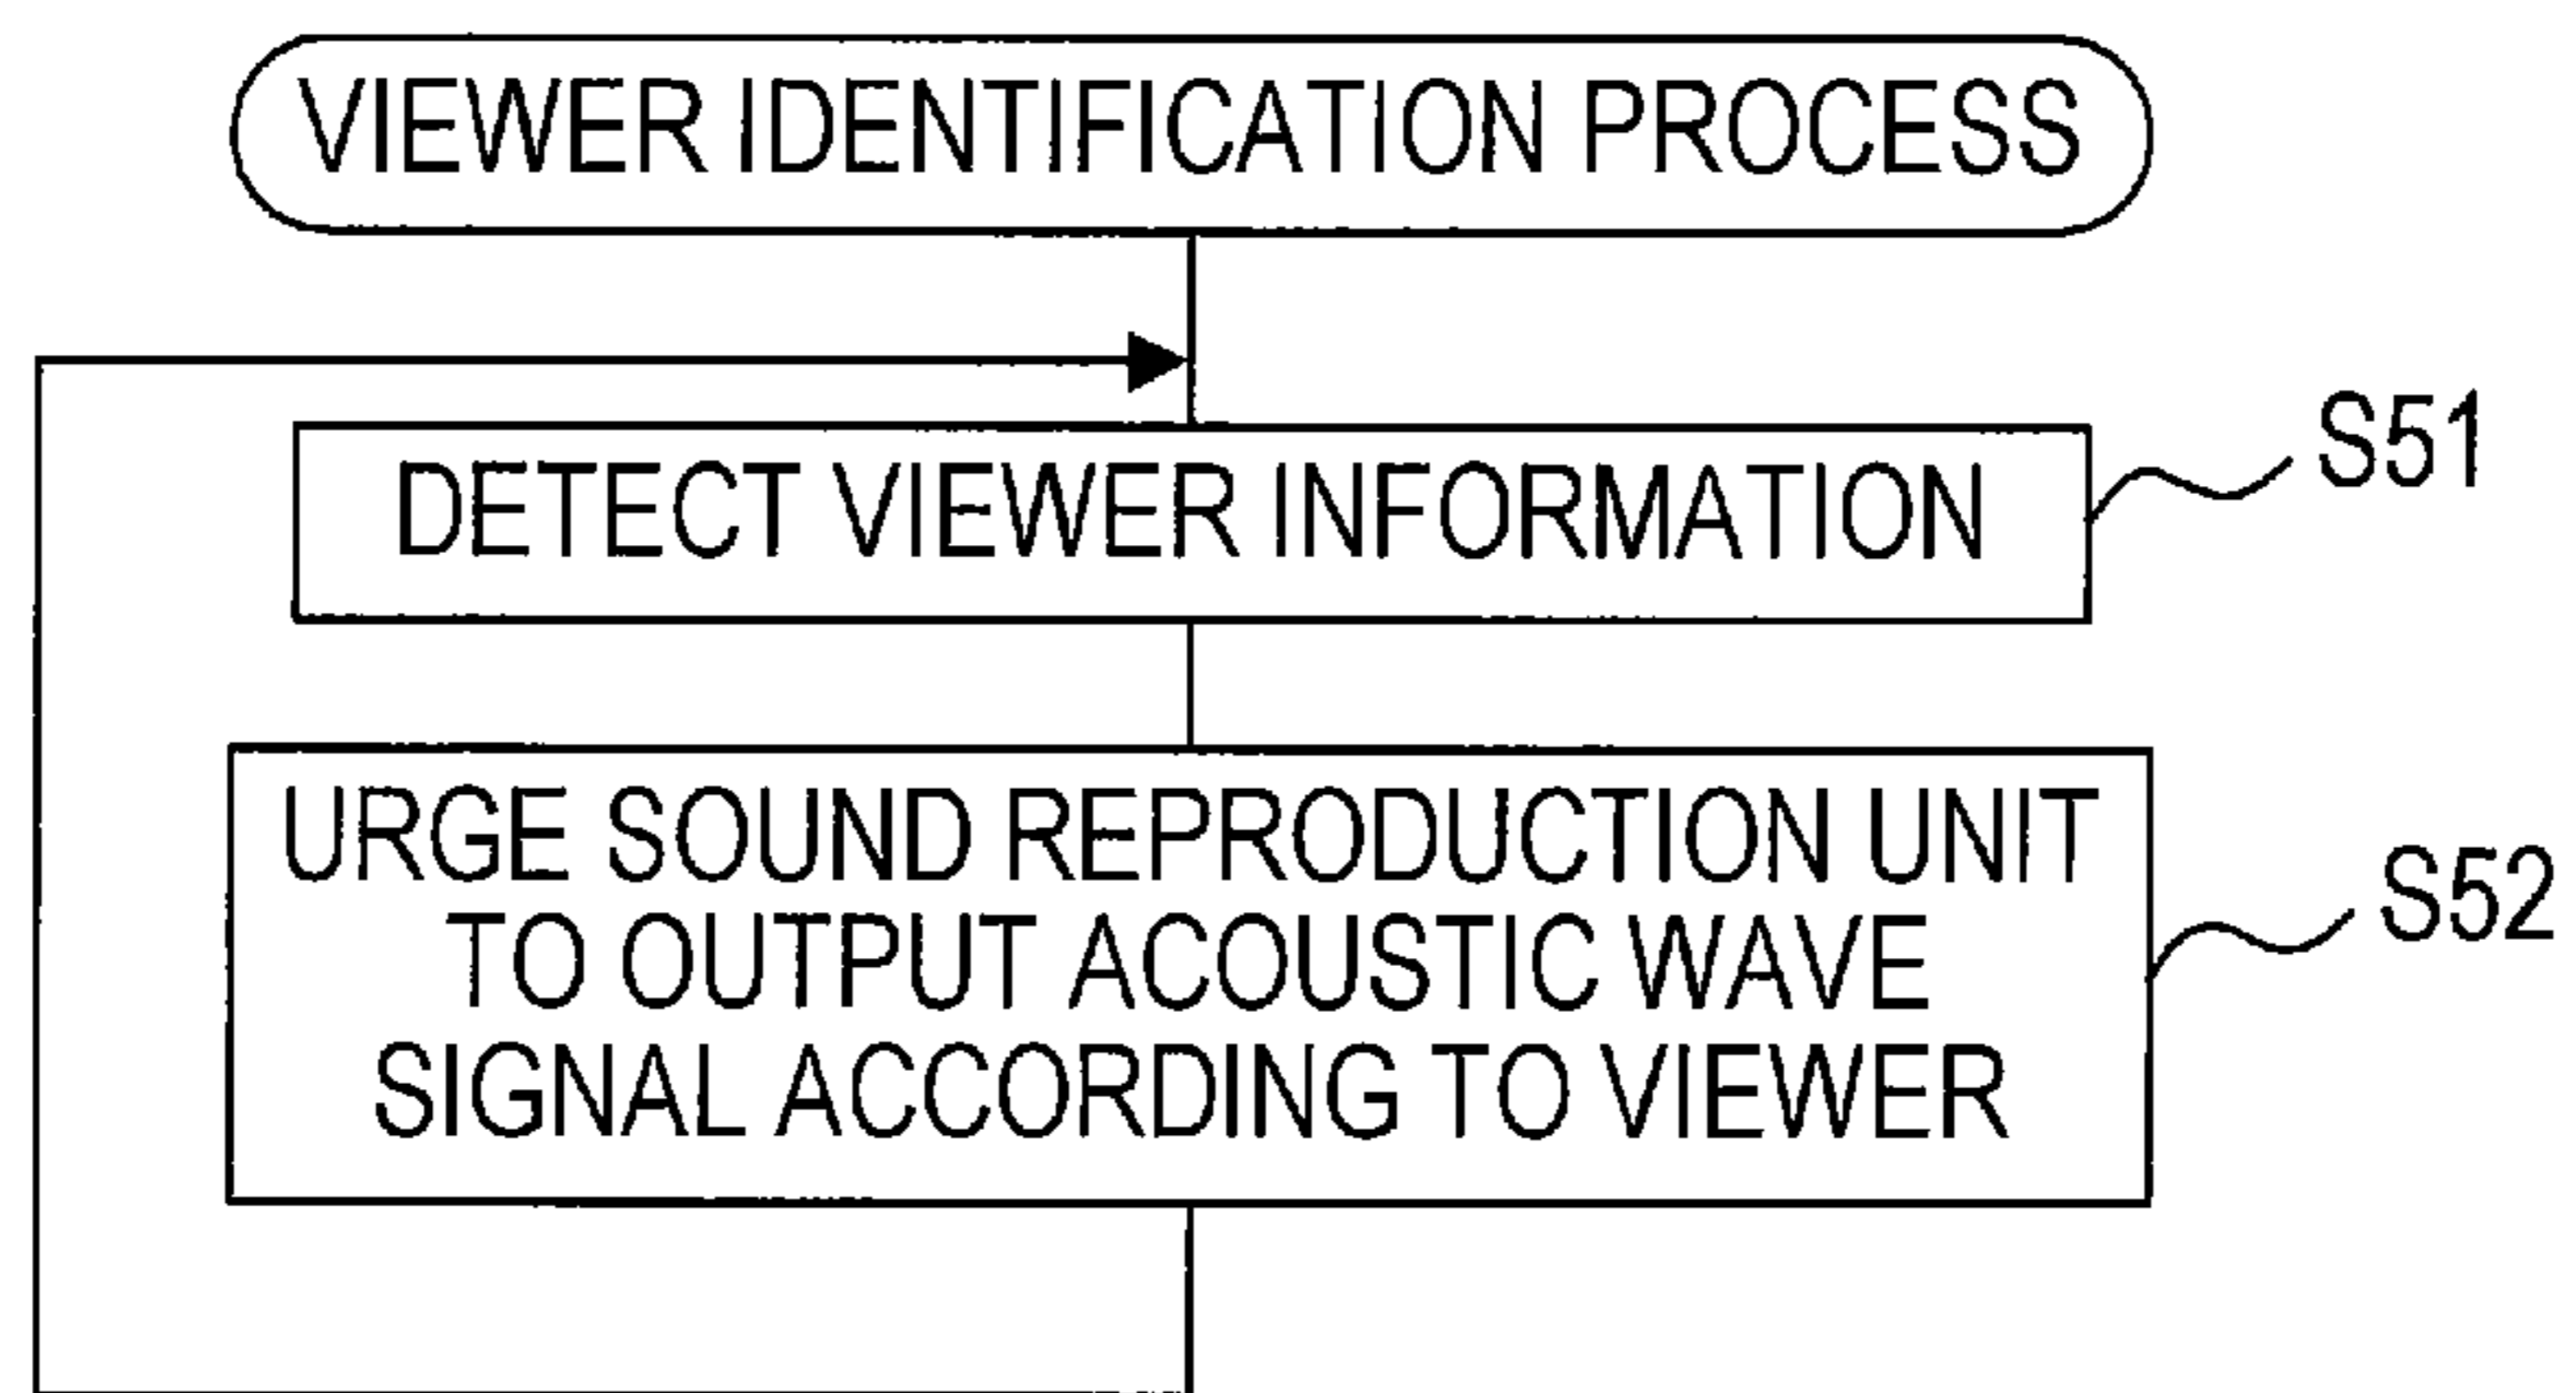 VIEWER IDENTIFICATION PROCESS
DETECT VIEWER INFORMATION
S51
URGE SOUND REPRODUCTION UNIT
TO OUTPUT ACOUSTIC WAVE
SIGNAL ACCORDING TO VIEWER
S52